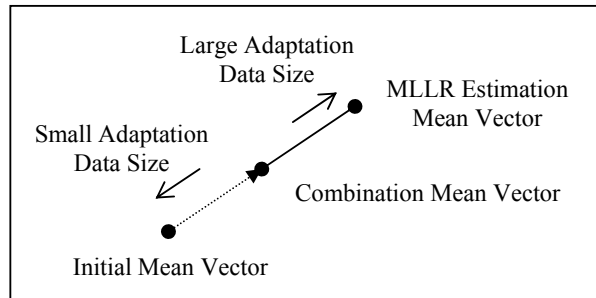 Large Adaptation
Data Size
MLLR Estimation
Mean Vector
Small Adaptation
Data Size
Combination Mean Vector
Initial Mean Vector